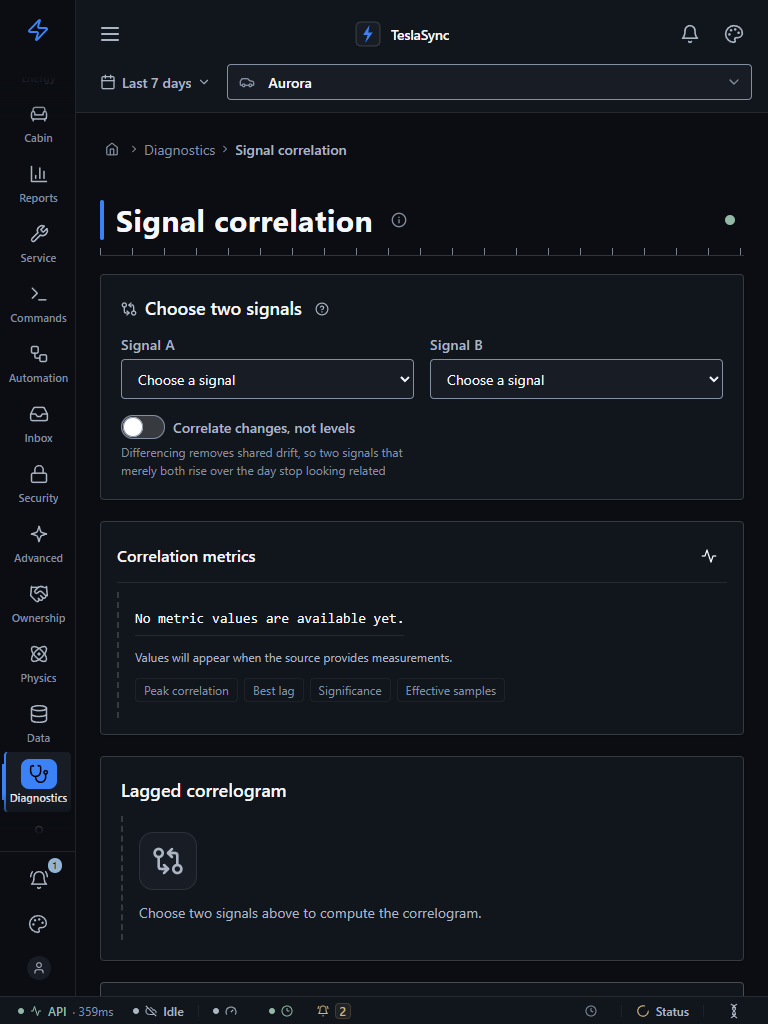 TeslaSync
Last 7 days
Aurora
Cabin
Reports
Service
Commands
Automation
Inbox
Security
Advanced
Ownership
Physics
Data
Diagnostics
1
Diagnostics
Signal correlation
Signal correlation
Choose two signals
Signal A
Signal B
Choose a signal
Choose a signal
Correlate changes, not levels
Differencing removes shared drift, so two signals that
merely both rise over the day stop looking related
Correlation metrics
No metric values are available yet.
Values will appear when the source provides measurements.
Peak correlation
Best lag
Significance
Effective samples
Lagged correlogram
Choose two signals above to compute the correlogram.
API · 359ms
Idle
2
Status